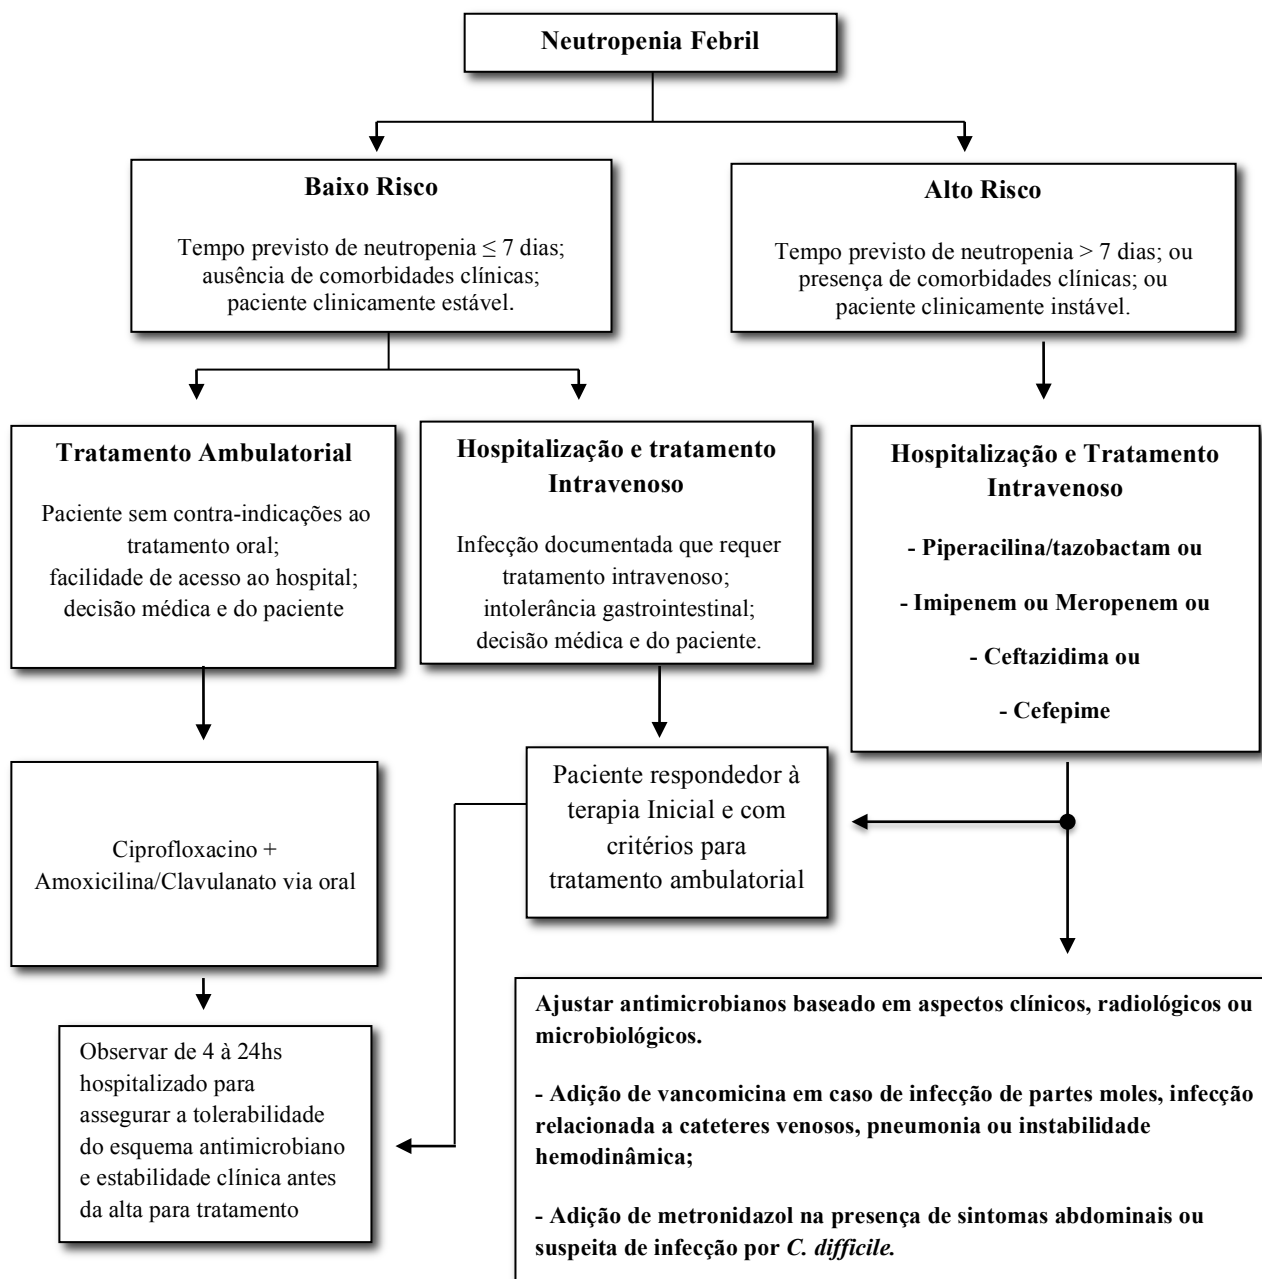 Neutropenia Febril
Baixo Risco
Tempo previsto de neutropenia ≤ 7 dias;
ausência de comorbidades clínicas;
paciente clinicamente estável.
Alto Risco
Tempo previsto de neutropenia > 7 dias; ou
presença de comorbidades clínicas; ou
paciente clinicamente instável.
Tratamento Ambulatorial
Paciente sem contra-indicações ao
tratamento oral;
facilidade de acesso ao hospital;
decisão médica e do paciente
Hospitalização e tratamento
Intravenoso
Infecção documentada que requer
tratamento intravenoso;
intolerância gastrointestinal;
decisão médica e do paciente.
Hospitalização e Tratamento
Intravenoso
- Piperacilina/tazobactam ou
- Imipenem ou Meropenem ou
- Ceftazidima ou
- Cefepime
Ciprofloxacino +
Amoxicilina/Clavulanato via oral
Paciente respondedor à
terapia Inicial e com
critérios para
tratamento ambulatorial
Observar de 4 à 24hs
hospitalizado para
assegurar a tolerabilidade
do esquema antimicrobiano
e estabilidade clínica antes
da alta para tratamento
Ajustar antimicrobianos baseado em aspectos clínicos, radiológicos ou
microbiológicos.
- Adição de vancomicina em caso de infecção de partes moles, infecção
relacionada a cateteres venosos, pneumonia ou instabilidade
hemodinâmica;
- Adição de metronidazol na presença de sintomas abdominais ou
suspeita de infecção por C. difficile.